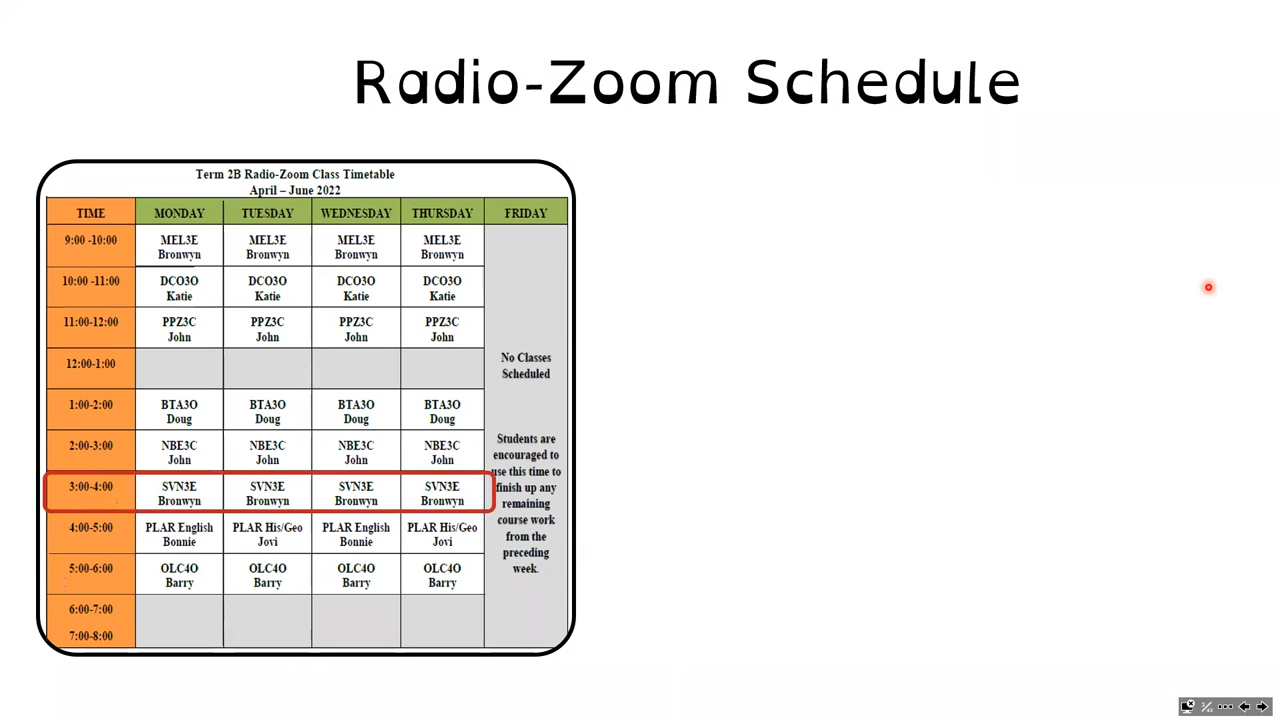 Radio-Zoom Schedule
Term 2B Radio-Zoom Class Timetable
April – June 2022
TIME MONDAY TUESDAY WEDNESDAY THURSDAY FRIDAY
9:00 -10:00 MEL3E MEL3E MEL3E MEL3E
Bronwyn Bronwyn Bronwyn Bronwyn
10:00 -11:00 DCO3O DCO3O DCO3O DCO3O
Katie Katie Katie Katie
11:00-12:00 PPZ3C PPZ3C PPZ3C PPZ3C
John John John John
12:00-1:00
No Classes
Scheduled
1:00-2:00 BTA3O BTA3O BTA3O BTA3O
Doug Doug Doug Doug
2:00-3:00 NBE3C NBE3C NBE3C NBE3C
John John John John
3:00-4:00 SVN3E SVN3E SVN3E SVN3E
Bronwyn Bronwyn Bronwyn Bronwyn
4:00-5:00 PLAR English PLAR His/Geo PLAR English PLAR His/Geo
Bonnie Jovi Bonnie Jovi
5:00-6:00 OLC4O OLC4O OLC4O OLC4O
Barry Barry Barry Barry
6:00-7:00
7:00-8:00
Students are
encouraged to
use this time to
finish up any
remaining
course work
from the
preceding
week.